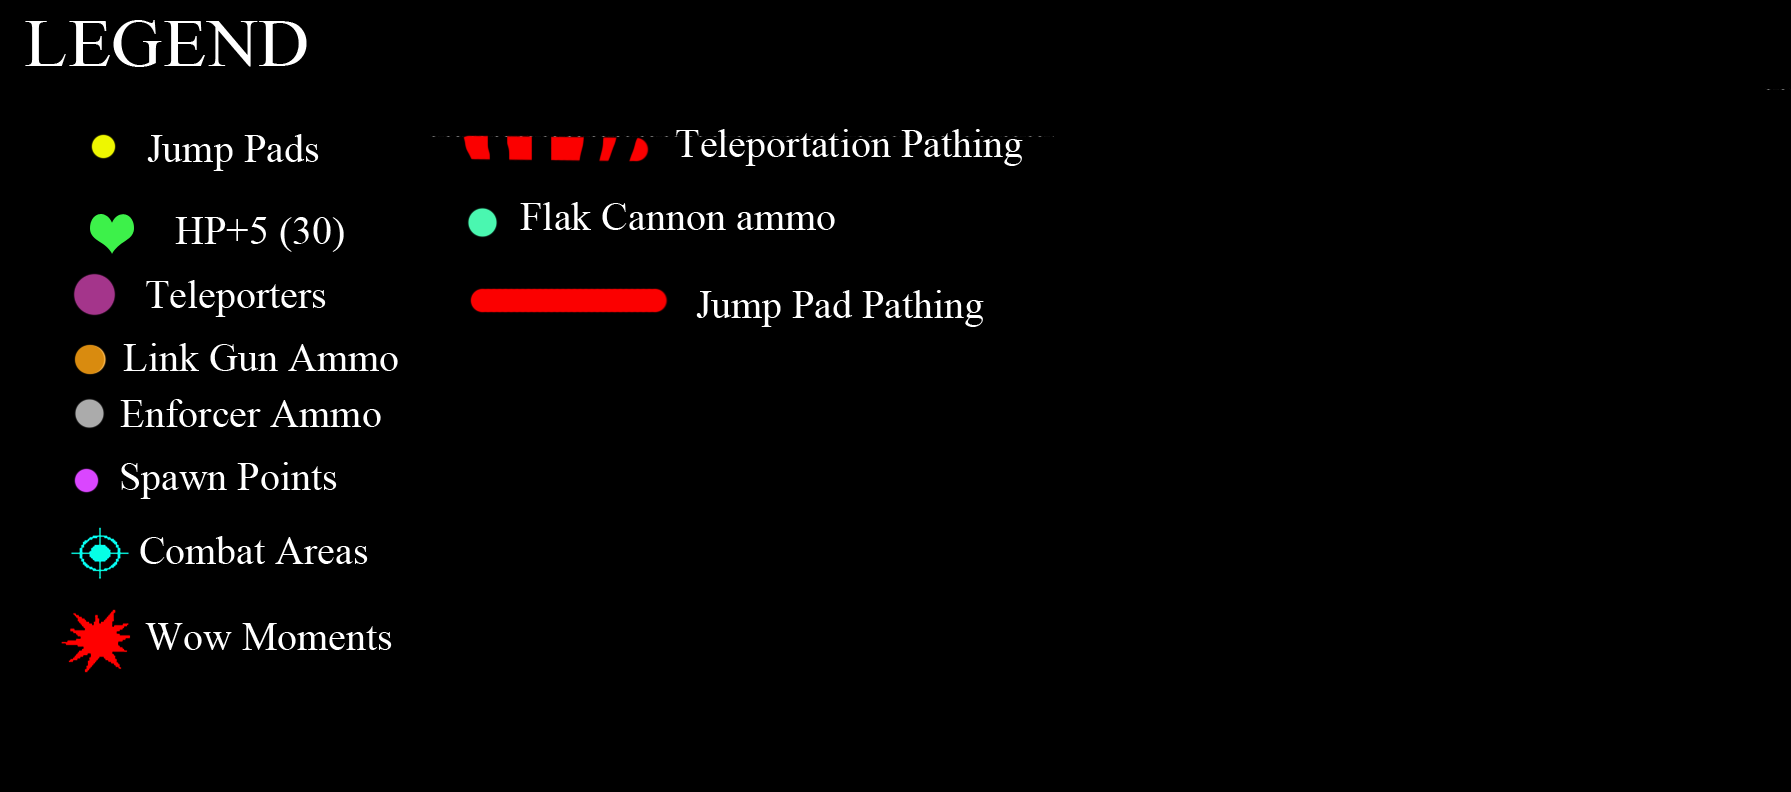 LEGEND
Jump Pads
HP+5 (30)
Teleporters
Link Gun Ammo
Enforcer Ammo
Spawn Points
Combat Areas
Wow Moments
Teleportation Pathing
Flak Cannon ammo
Jump Pad Pathing